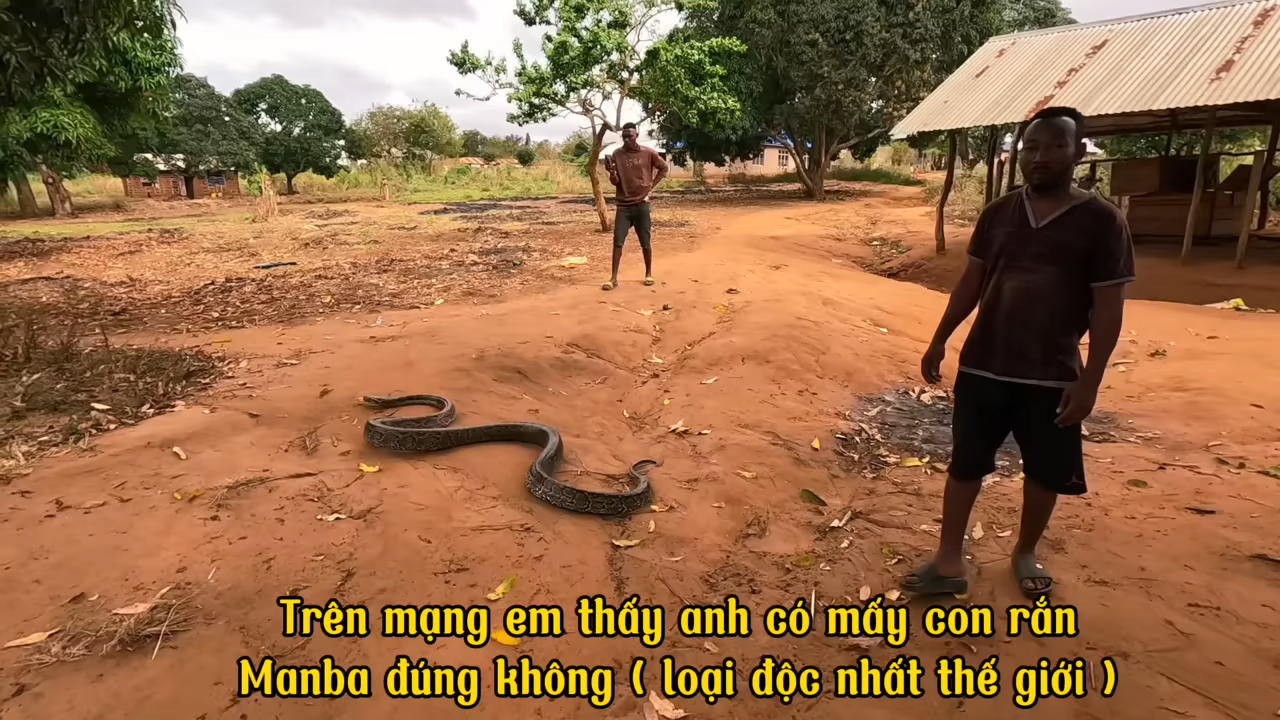 Trên mạng em thấy anh có mấy con rắn
Manba đúng không ( loại độc nhất thế giới )